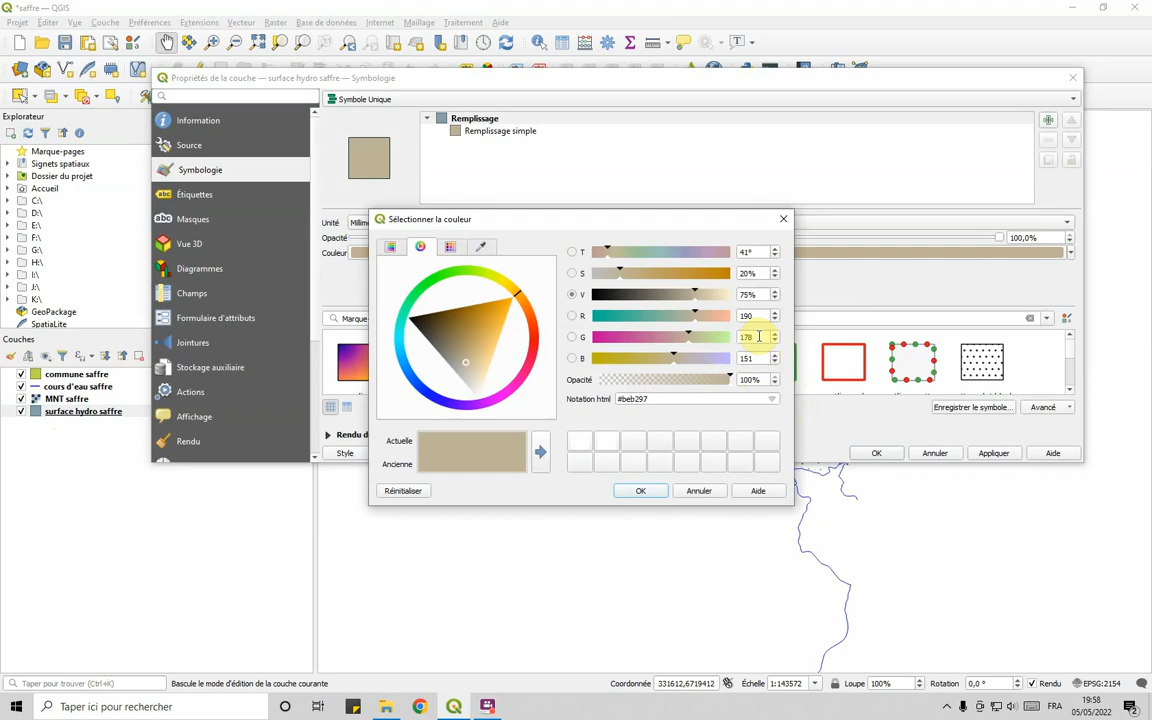 *saffre — QGIS
Projet Éditer Vue Couche Préférences Extensions Vecteur Raster Base de données Internet Maillage Traitement Aide
Propriétés de la couche — surface hydro saffre — Symbologie
Explorateur
Marque-pages
Signets spatiaux
Dossier du projet
Accueil
C:\
D:\
E:\
F:\
G:\
H:\
I:\
J:\
K:\
GeoPackage
SpatiaLite
Couches
commune saffre
cours d'eau saffre
MNT saffre
surface hydro saffre
Information
Source
Symbologie
Étiquettes
Masques
Vue 3D
Diagrammes
Champs
Formulaire d'attributs
Jointures
Stockage auxiliaire
Actions
Affichage
Rendu
Symbole Unique
Remplissage
Remplissage simple
Unité
Opacité 100,0%
Couleur
Sélectionner la couleur
T 41°
S 20%
V 75%
R 190
G 178
B 151
Opacité 100%
Notation html #beb297
Actuelle
Ancienne
Réinitialiser OK Annuler Aide
Enregistrer le symbole... Avancé
Rendu d
Style OK Annuler Appliquer Aide
Taper pour trouver (Ctrl+K) Bascule le mode d'édition de la couche courante Coordonnée 331612,6719412 Échelle 1:143572 Loupe 100% Rotation 0,0 ° Rendu EPSG:2154
Taper ici pour rechercher
FRA
19:58
05/05/2022
2